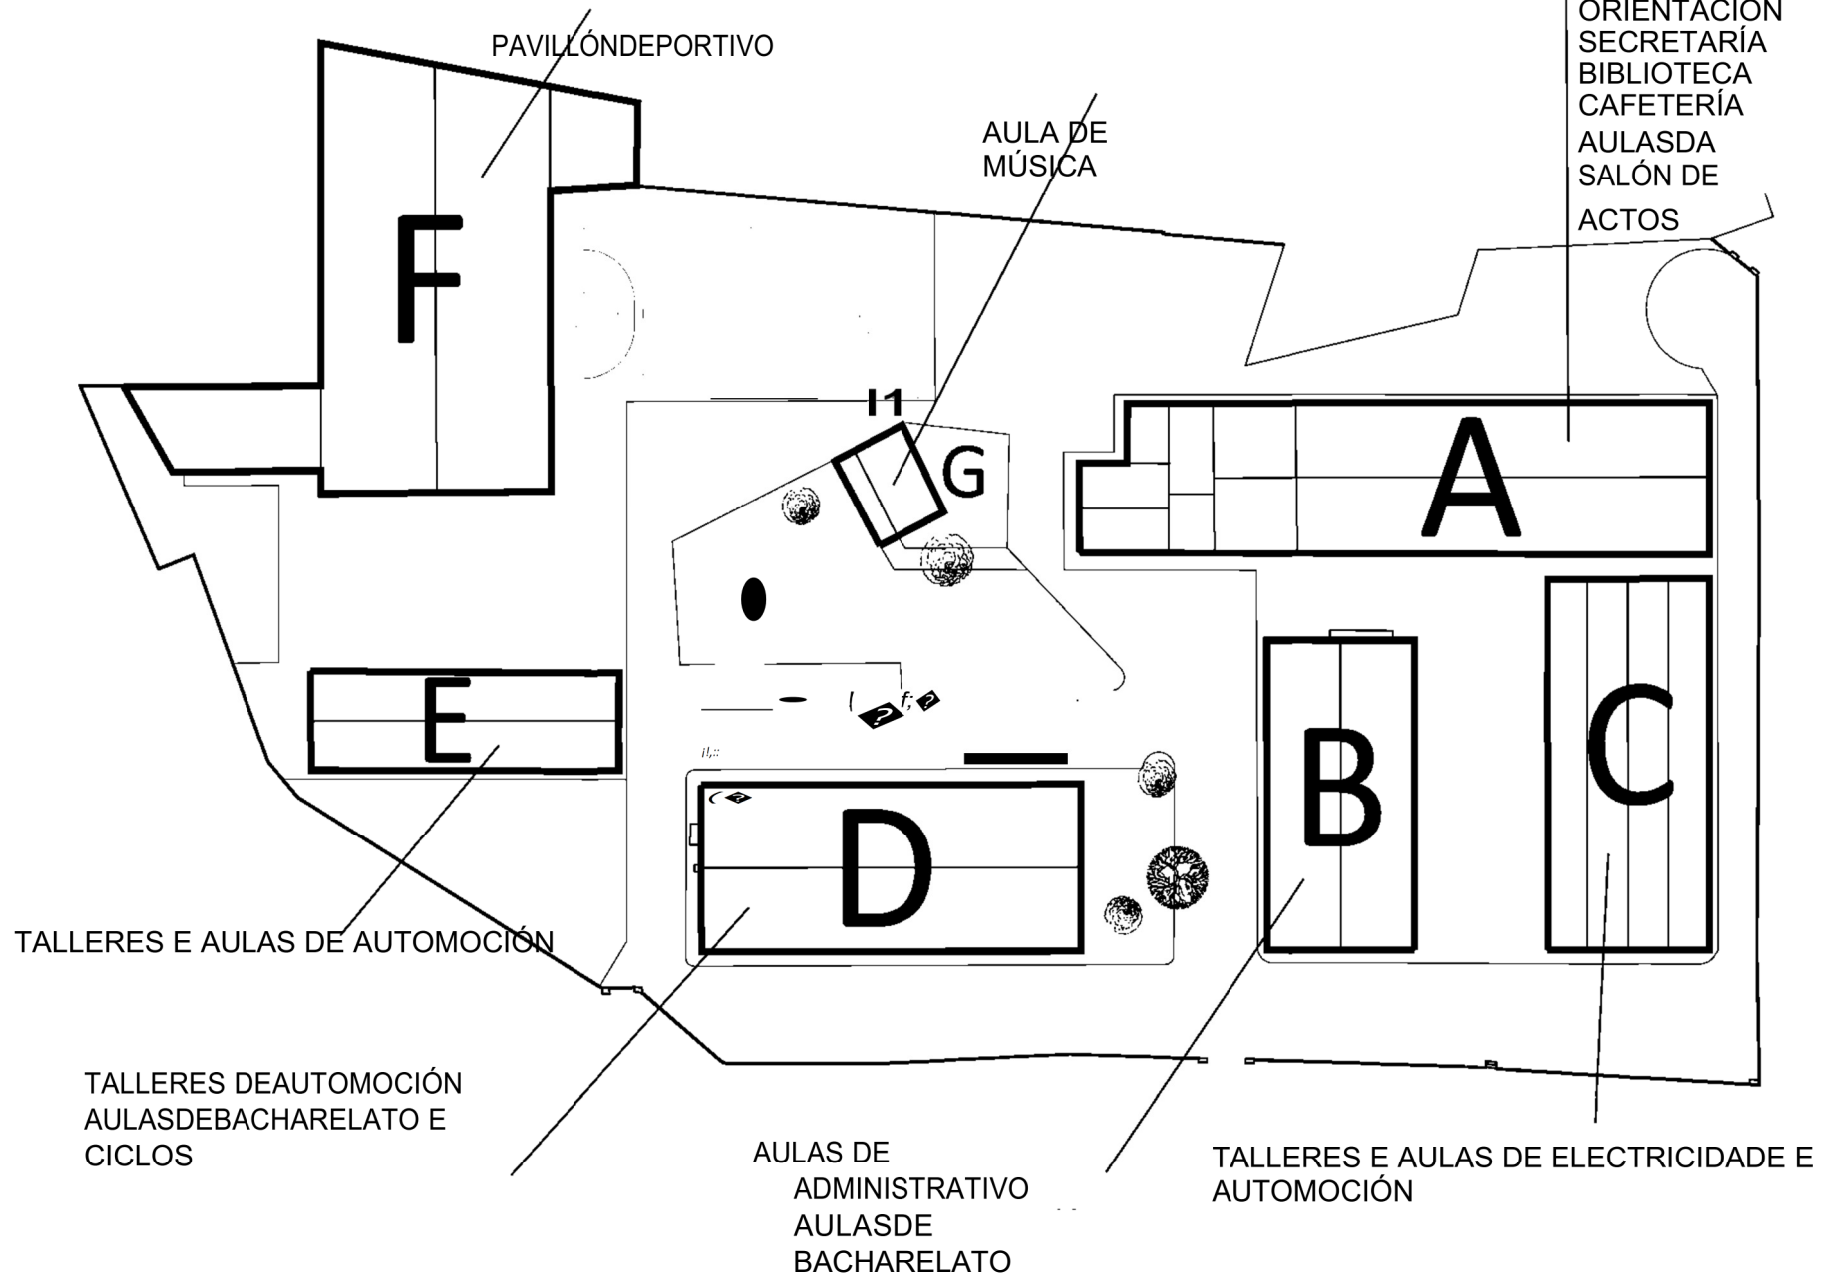 ORIENTACIÓN
SECRETARÍA
BIBLIOTECA
CAFETERÍA
AULASDA
SALÓN DE
ACTOS
PAVILLÓNDEPORTIVO
AULA DE
MÚSICA
F
I1
G
A
E
B
C
D
TALLERES E AULAS DE AUTOMOCIÓN
TALLERES DEAUTOMOCIÓN
AULASDEBACHARELATO E
CICLOS
AULAS DE
ADMINISTRATIVO
AULASDE
BACHARELATO
TALLERES E AULAS DE ELECTRICIDADE E
AUTOMOCIÓN